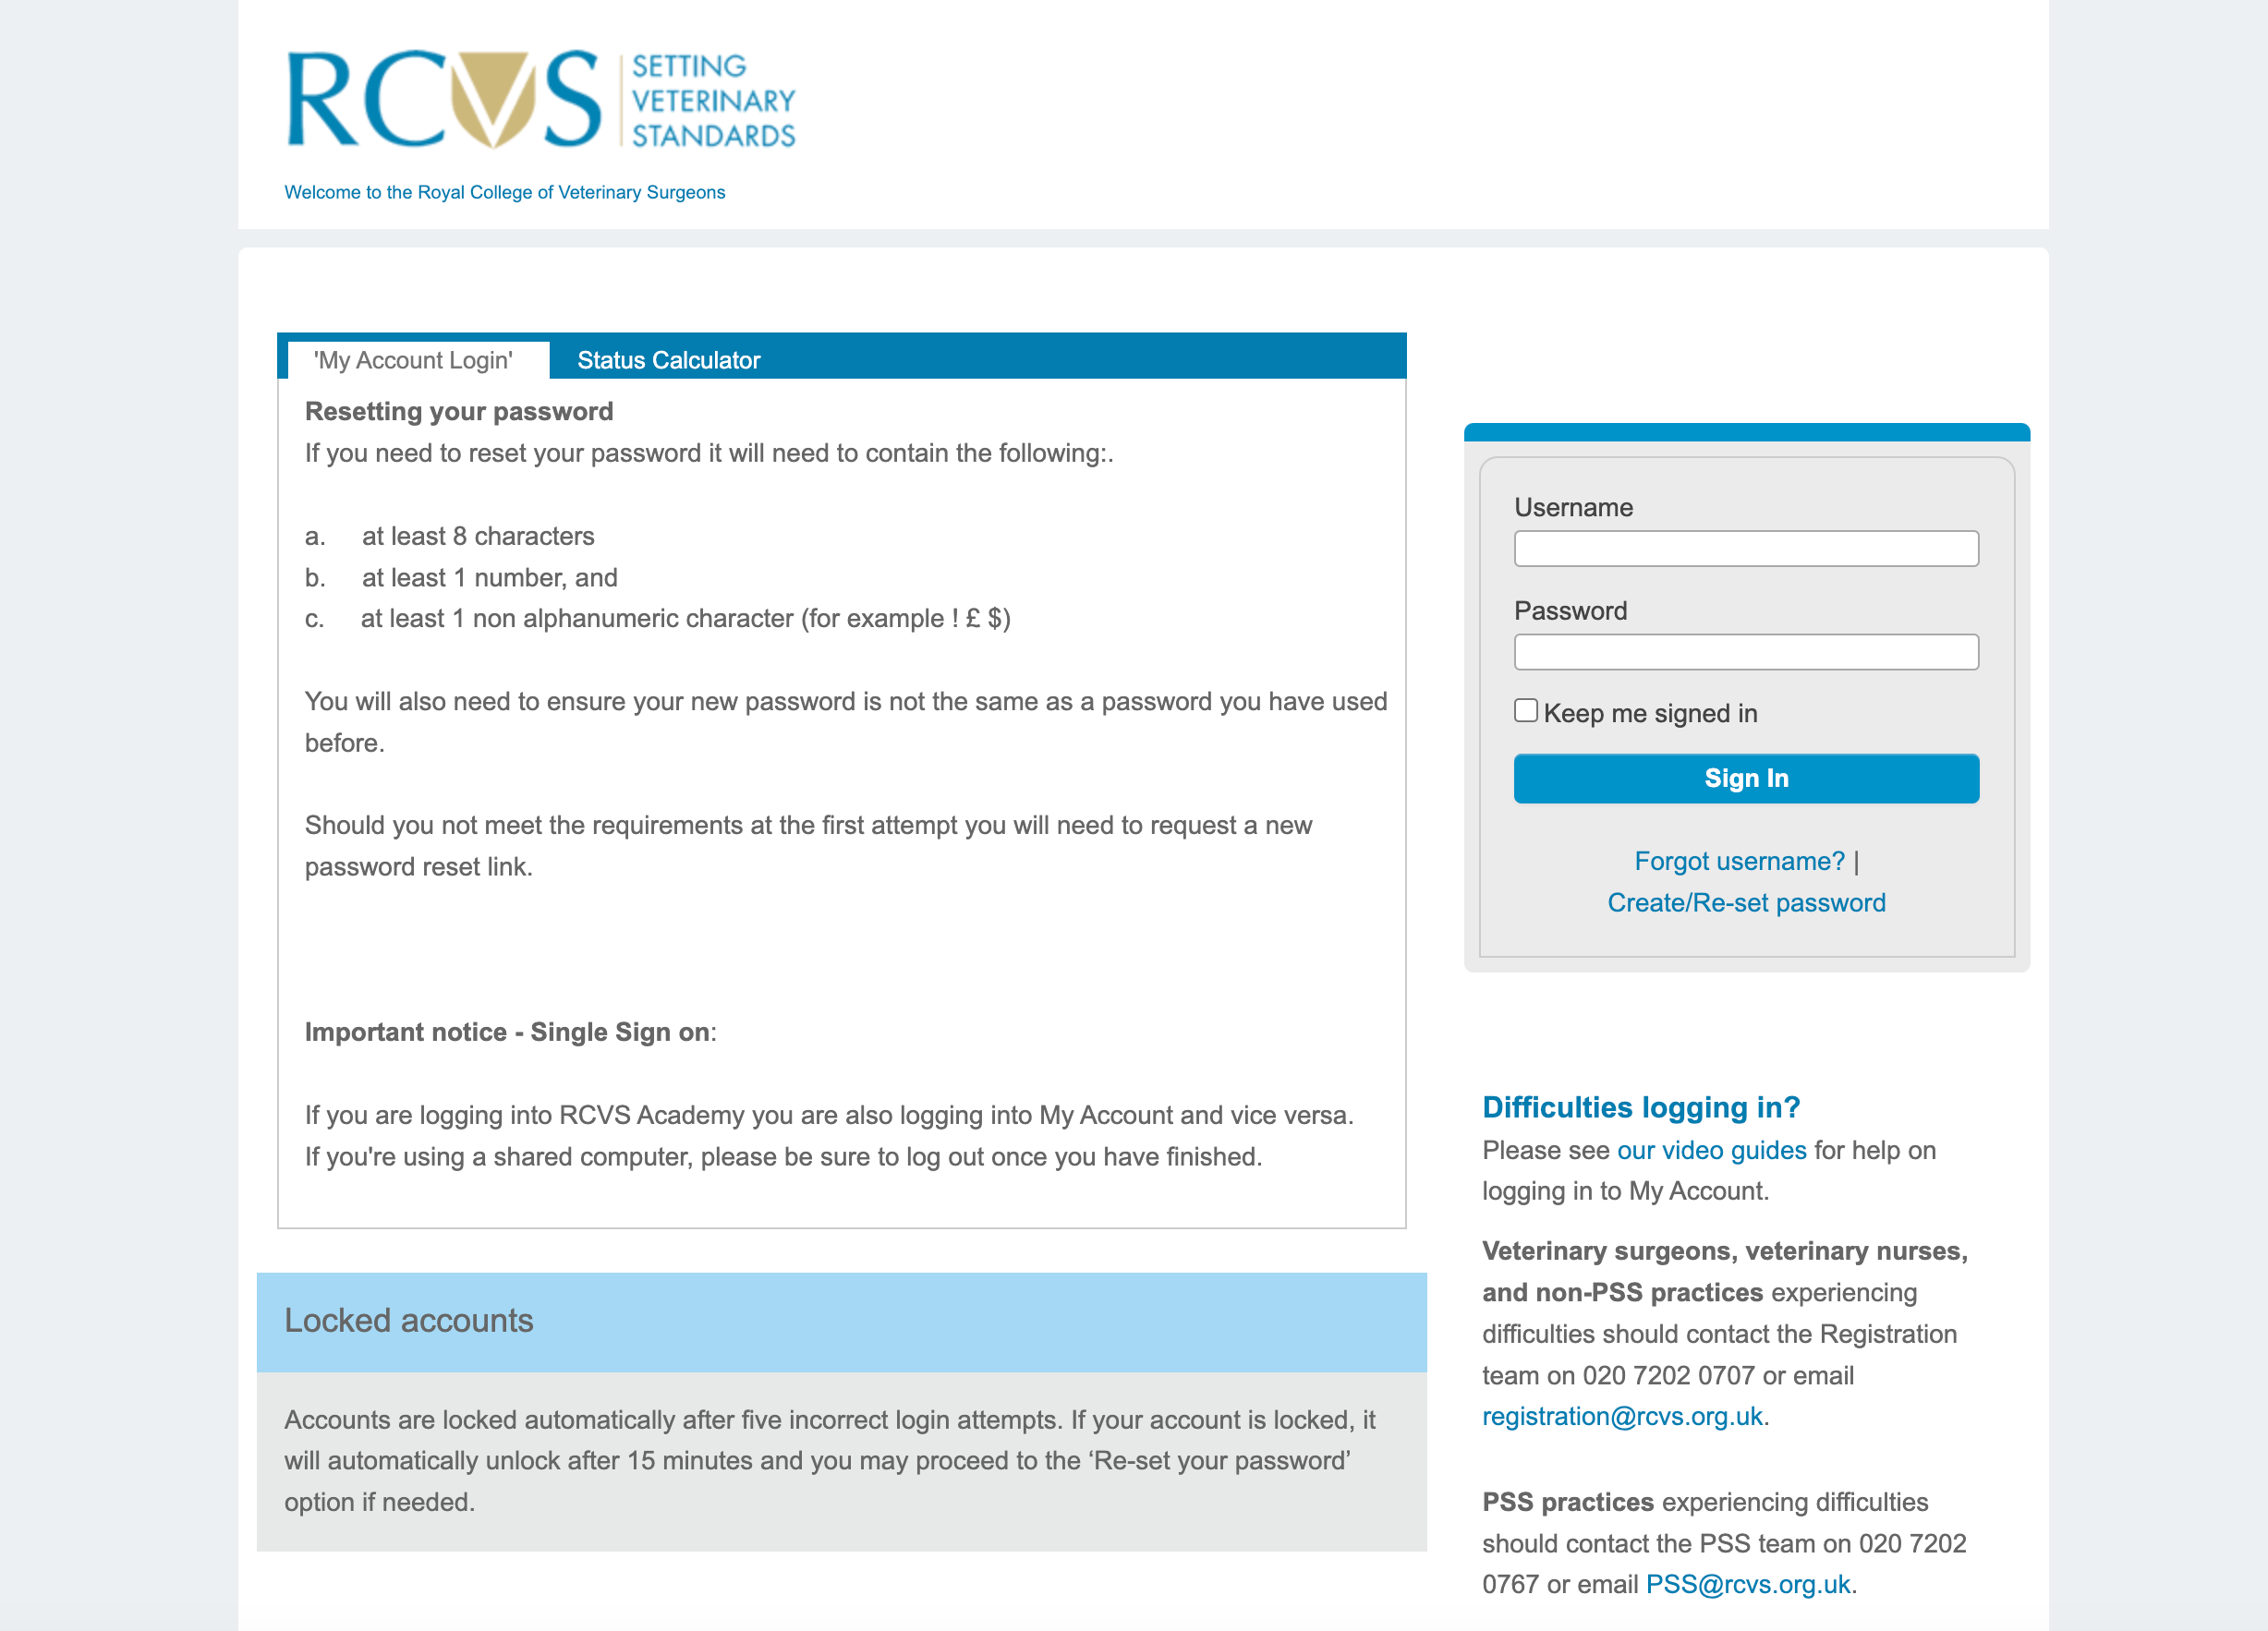 RCVS
SETTING
VETERINARY
STANDARDS
Welcome to the Royal College of Veterinary Surgeons
'My Account Login'
Status Calculator
Resetting your password
If you need to reset your password it will need to contain the following:.
a. at least 8 characters
b. at least 1 number, and
c. at least 1 non alphanumeric character (for example ! £ $)
You will also need to ensure your new password is not the same as a password you have used
before.
Should you not meet the requirements at the first attempt you will need to request a new
password reset link.
Important notice - Single Sign on:
If you are logging into RCVS Academy you are also logging into My Account and vice versa.
If you're using a shared computer, please be sure to log out once you have finished.
Locked accounts
Accounts are locked automatically after five incorrect login attempts. If your account is locked, it
will automatically unlock after 15 minutes and you may proceed to the ‘Re-set your password’
option if needed.
Username
Password
Keep me signed in
Sign In
Forgot username? |
Create/Re-set password
Difficulties logging in?
Please see our video guides for help on
logging in to My Account.
Veterinary surgeons, veterinary nurses,
and non-PSS practices experiencing
difficulties should contact the Registration
team on 020 7202 0707 or email
registration@rcvs.org.uk.
PSS practices experiencing difficulties
should contact the PSS team on 020 7202
0767 or email PSS@rcvs.org.uk.